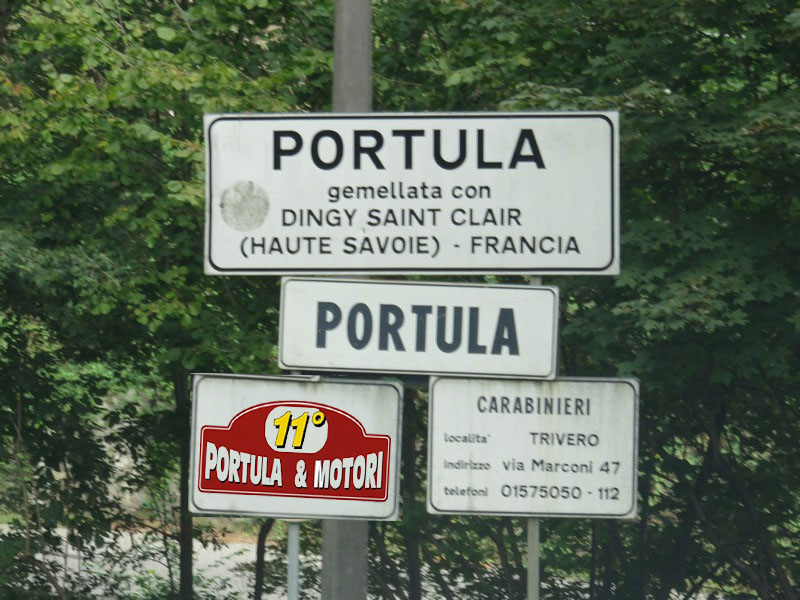 PORTULA
gemellata con
DINGY SAINT CLAIR
(HAUTE SAVOIE) - FRANCIA
PORTULA
11°
PORTULA & MOTORI
CARABINIERI
localita' TRIVERO
indirizzo via Marconi 47
telefoni 01575050 - 112